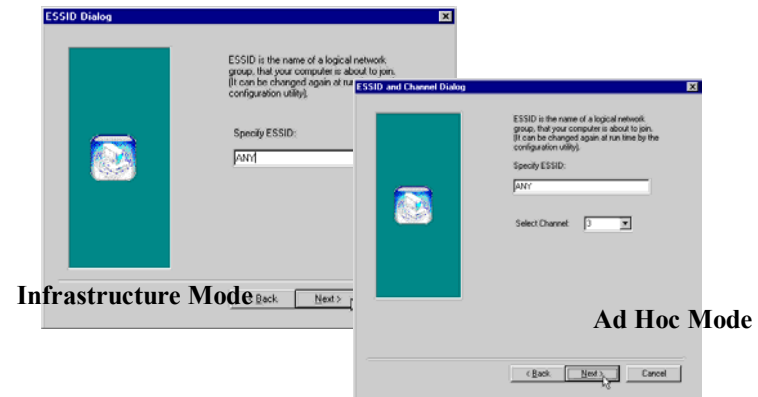 ESSID Dialog
ESSID is the name of a logical network
group, that your computer is about to join.
(It can be changed again at ru
configuration utility).
Specify ESSID:
ANY
< Back
Next >
Infrastructure Mode
ESSID and Channel Dialog
ESSID is the name of a logical network
group, that your computer is about to join.
(It can be changed again at run time by the
configuration utility).
Specify ESSID:
ANY
Select Channel:
3
< Back
Next >
Cancel
Ad Hoc Mode